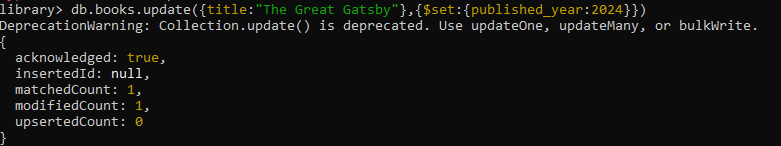 library> db.books.update({title:"The Great Gatsby"},{$set:{published_year:2024}})
DeprecationWarning: Collection.update() is deprecated. Use updateOne, updateMany, or bulkWrite.
{
  acknowledged: true,
  insertedId: null,
  matchedCount: 1,
  modifiedCount: 1,
  upsertedCount: 0
}